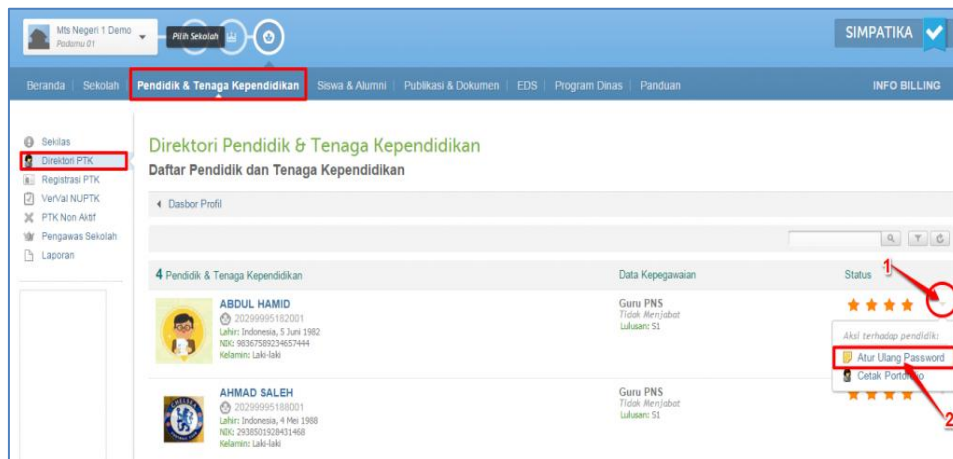 Mts Negeri 1 Demo
Padamu 01
Pilih Sekolah
SIMPATIKA
Beranda | Sekolah | Pendidik & Tenaga Kependidikan | Siswa & Alumni | Publikasi & Dokumen | EDS | Program Dinas | Panduan
INFO BILLING
Sekilas
Direktori PTK
Registrasi PTK
VerVal NUPTK
PTK Non Aktif
Pengawas Sekolah
Laporan
Direktori Pendidik & Tenaga Kependidikan
Daftar Pendidik dan Tenaga Kependidikan
Dasbor Profil
4 Pendidik & Tenaga Kependidikan
Data Kepegawaian
Status
1
ABDUL HAMID
20299995182001
Lahir: Indonesia, 5 Juni 1982
NIK: 98367589234657444
Kelamin: Laki-laki
Guru PNS
Tidak Menjabat
Lulusan: S1
Aksi terhadap pendidik:
Atur Ulang Password
Cetak Portofolio
2
AHMAD SALEH
20299995188001
Lahir: Indonesia, 4 Mei 1988
NIK: 2938501928431468
Kelamin: Laki-laki
Guru PNS
Tidak Menjabat
Lulusan: S1